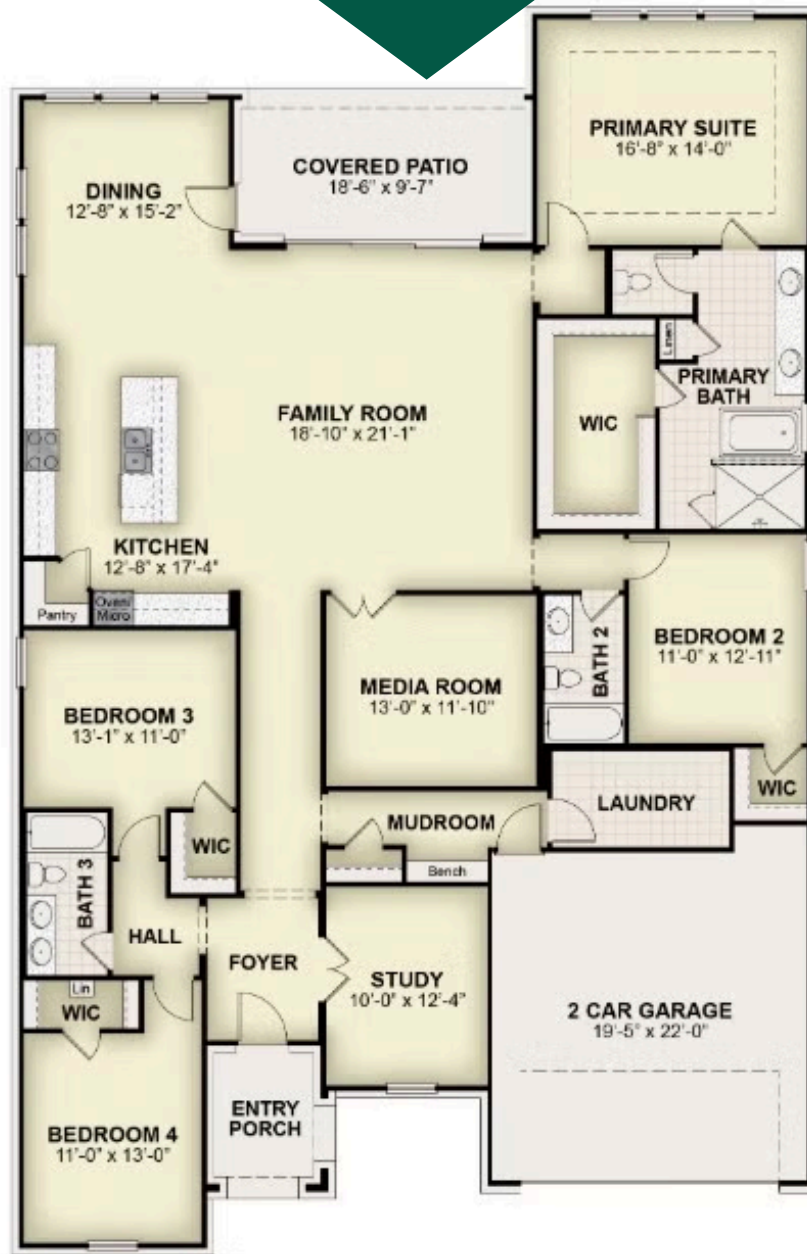 PRIMARY SUITE
16'-8" x 14'-0"
COVERED PATIO
18'-6" x 9'-7"
DINING
12'-8" x 15'-2"
Linen
PRIMARY
BATH
WIC
FAMILY ROOM
18'-10" x 21'-1"
KITCHEN
12'-8" x 17'-4"
Pantry
Oven/
Micro
BATH 2
BEDROOM 2
11'-0" x 12'-11"
MEDIA ROOM
13'-0" x 11'-10"
BEDROOM 3
13'-1" x 11'-0"
WIC
LAUNDRY
MUDROOM
WIC
Bench
BATH 3
HALL
FOYER
STUDY
10'-0" x 12'-4"
Lin
WIC
2 CAR GARAGE
19'-5" x 22'-0"
ENTRY
PORCH
BEDROOM 4
11'-0" x 13'-0"